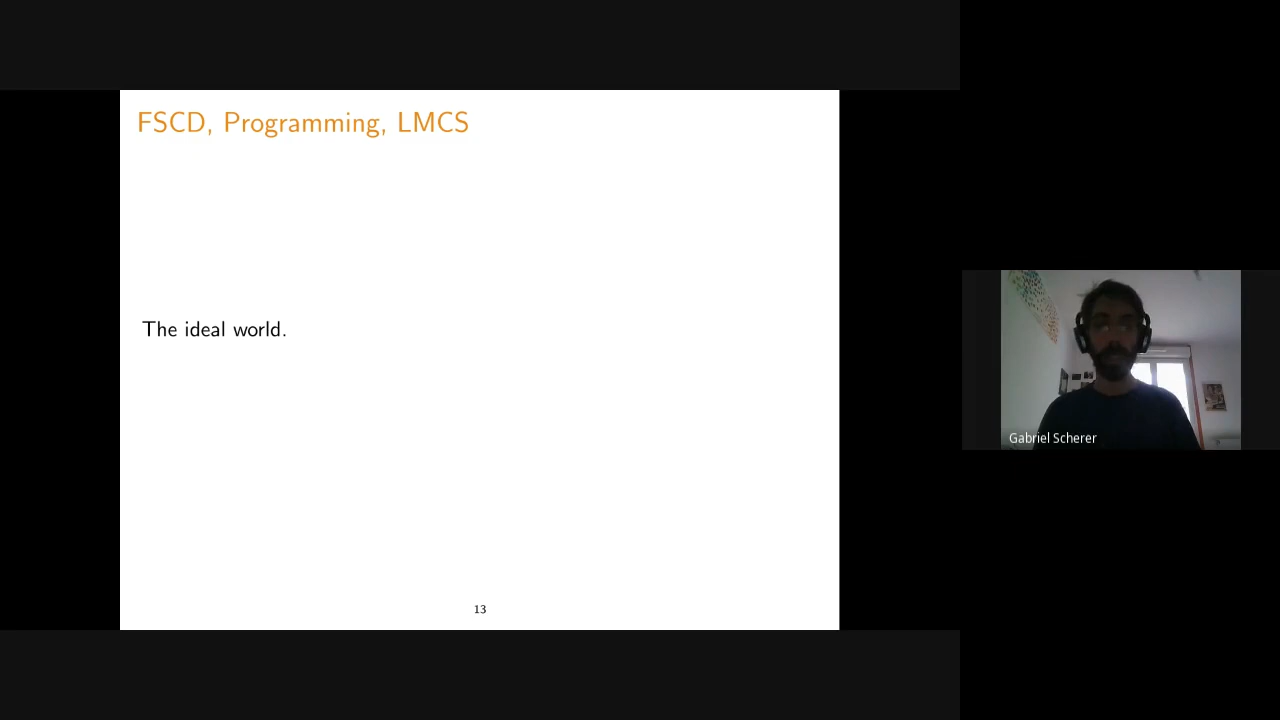 FSCD, Programming, LMCS
The ideal world.
13
Gabriel Scherer